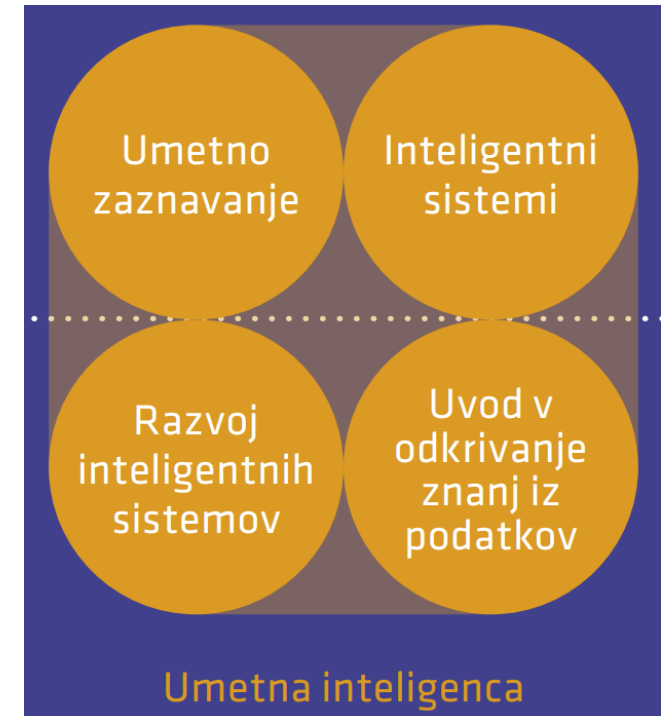 Umetno
zaznavanje
Inteligentni
sistemi
Razvoj
inteligentnih
sistemov
Uvod v
odkrivanje
znanj iz
podatkov
Umetna inteligenca